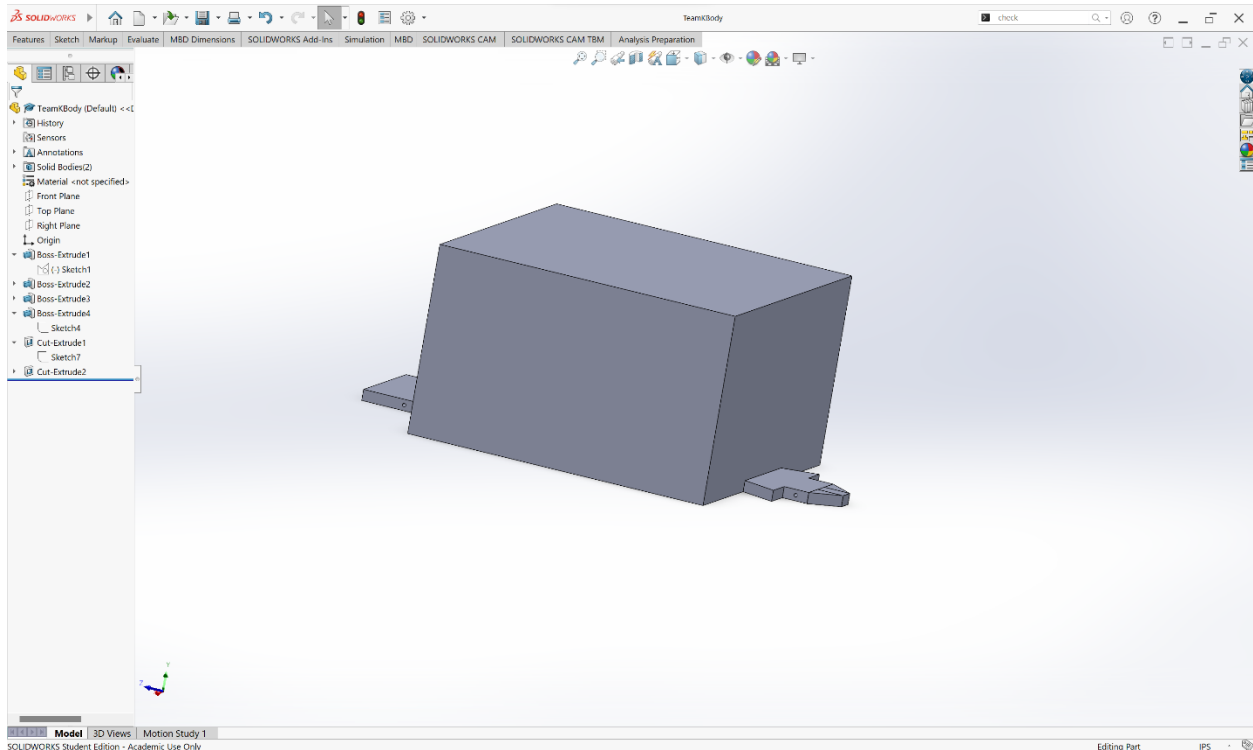 SOLIDWORKS TeamKBody check
Features Sketch Markup Evaluate MBD Dimensions SOLIDWORKS Add-Ins Simulation MBD SOLIDWORKS CAM SOLIDWORKS CAM TBM Analysis Preparation
TeamKBody (Default) <<D
History
Sensors
Annotations
Solid Bodies(2)
Material <not specified>
Front Plane
Top Plane
Right Plane
Origin
Boss-Extrude1
(-) Sketch1
Boss-Extrude2
Boss-Extrude3
Boss-Extrude4
Sketch4
Cut-Extrude1
Sketch7
Cut-Extrude2
Y
Z
Model 3D Views Motion Study 1
SOLIDWORKS Student Edition - Academic Use Only Editing Part IPS -